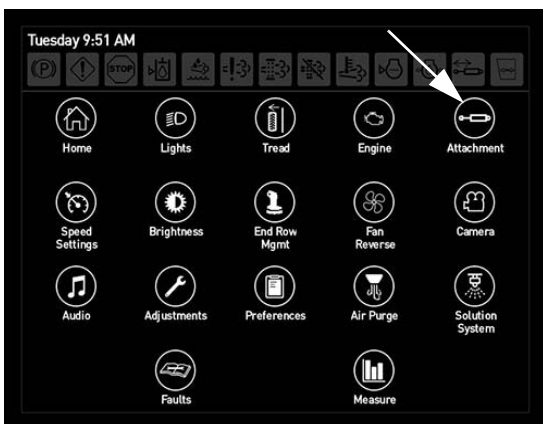 Tuesday 9:51 AM
(P) STOP
Home Lights Tread Engine Attachment
Speed Brightness End Row Fan Camera
Settings Mgmt Reverse
Audio Adjustments Preferences Air Purge Solution
System
Faults Measure